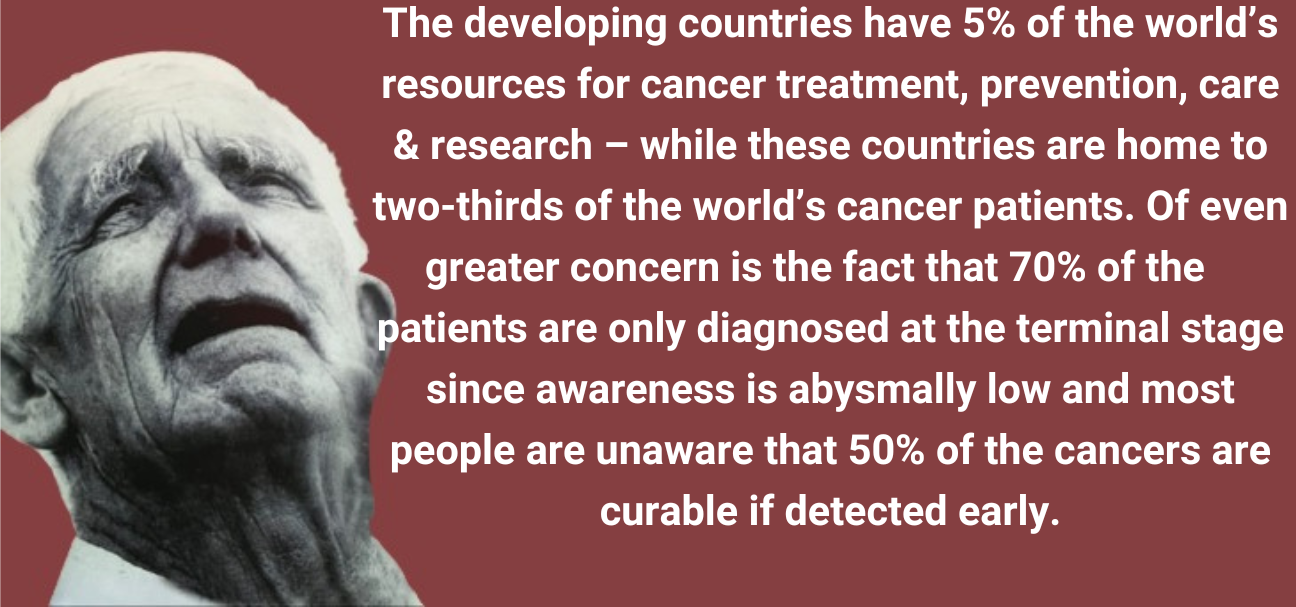 The developing countries have 5% of the world’s
resources for cancer treatment, prevention, care
& research – while these countries are home to
two-thirds of the world’s cancer patients. Of even
greater concern is the fact that 70% of the
patients are only diagnosed at the terminal stage
since awareness is abysmally low and most
people are unaware that 50% of the cancers are
curable if detected early.